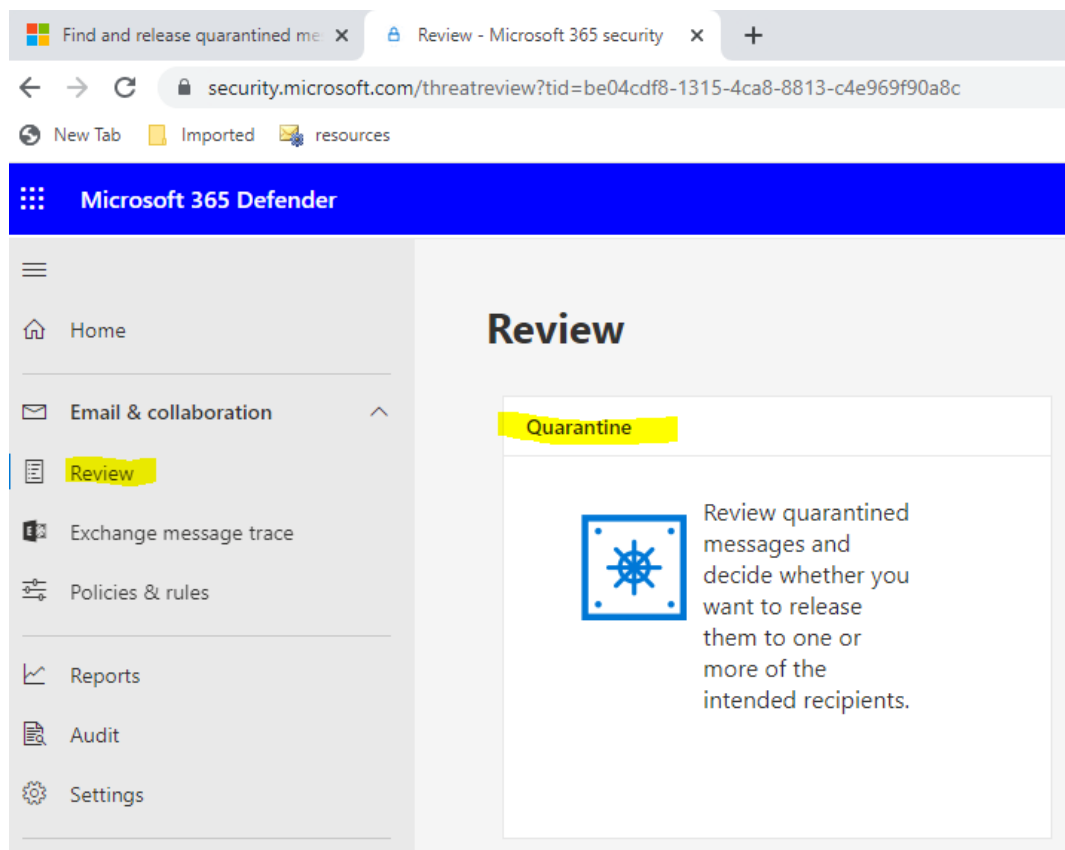 Find and release quarantined me
Review - Microsoft 365 security
security.microsoft.com/threatreview?tid=be04cdf8-1315-4ca8-8813-c4e969f90a8c
New Tab
Imported
resources
Microsoft 365 Defender
Home
Email & collaboration
Review
Exchange message trace
Policies & rules
Reports
Audit
Settings
Review
Quarantine
Review quarantined
messages and
decide whether you
want to release
them to one or
more of the
intended recipients.